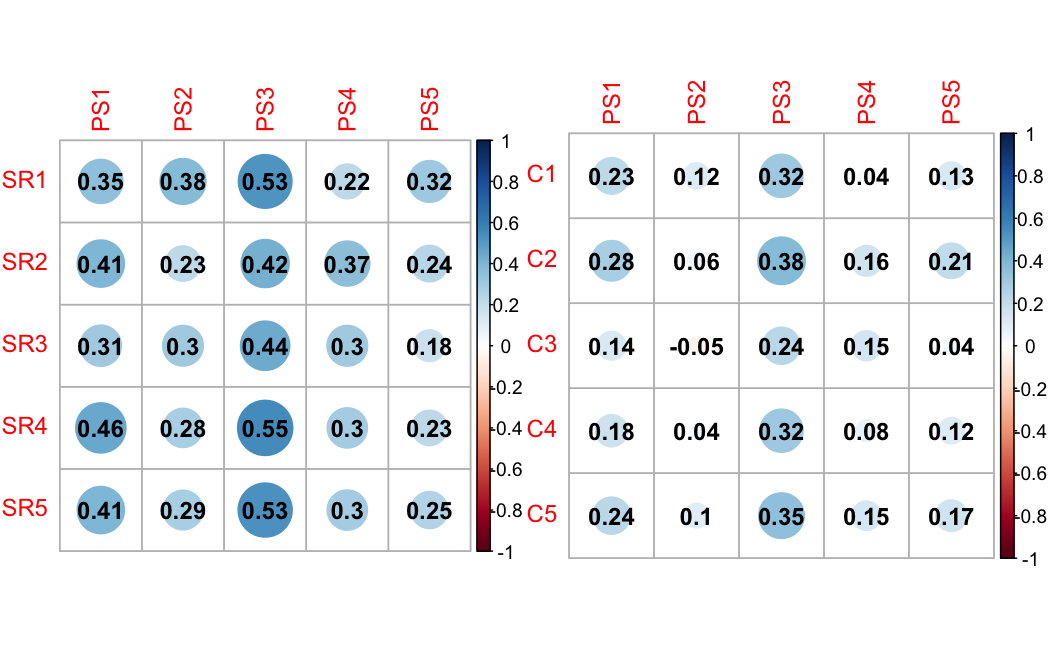 PS1 PS2 PS3 PS4 PS5
SR1 0.35 0.38 0.53 0.22 0.32
SR2 0.41 0.23 0.42 0.37 0.24
SR3 0.31 0.3 0.44 0.3 0.18
SR4 0.46 0.28 0.55 0.3 0.23
SR5 0.41 0.29 0.53 0.3 0.25
1
0.8
0.6
0.4
0.2
0
-0.2
-0.4
-0.6
-0.8
-1
PS1 PS2 PS3 PS4 PS5
C1 0.23 0.12 0.32 0.04 0.13
C2 0.28 0.06 0.38 0.16 0.21
C3 0.14 -0.05 0.24 0.15 0.04
C4 0.18 0.04 0.32 0.08 0.12
C5 0.24 0.1 0.35 0.15 0.17
1
0.8
0.6
0.4
0.2
0
-0.2
-0.4
-0.6
-0.8
-1